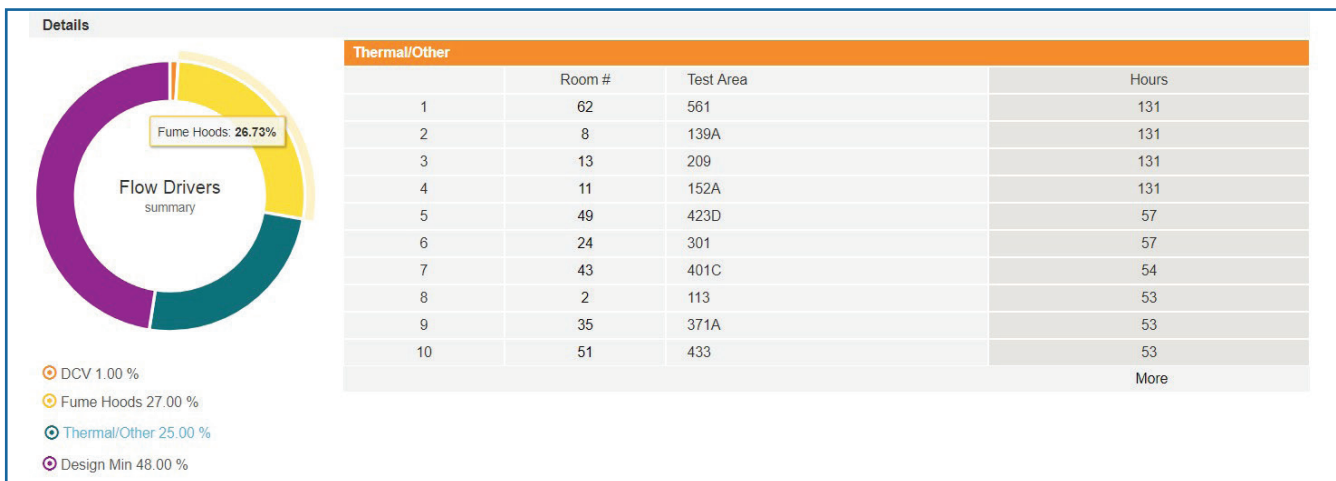 Details
Fume Hoods: 26.73%
Flow Drivers
summary
DCV 1.00 %
Fume Hoods 27.00 %
Thermal/Other 25.00 %
Design Min 48.00 %
Thermal/Other
Room # Test Area Hours
1 62 561 131
2 8 139A 131
3 13 209 131
4 11 152A 131
5 49 423D 57
6 24 301 57
7 43 401C 54
8 2 113 53
9 35 371A 53
10 51 433 53
More